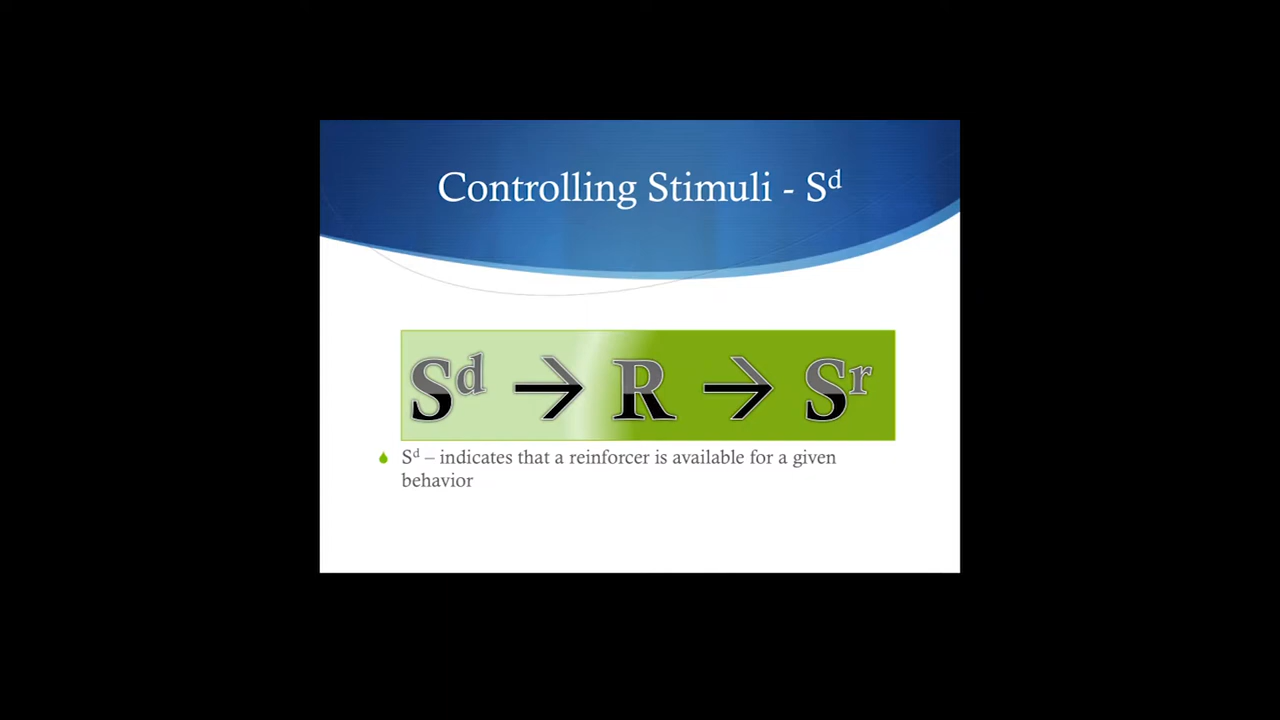 Controlling Stimuli - Sᵈ
Sᵈ → R → Sʳ
Sᵈ – indicates that a reinforcer is available for a given
behavior